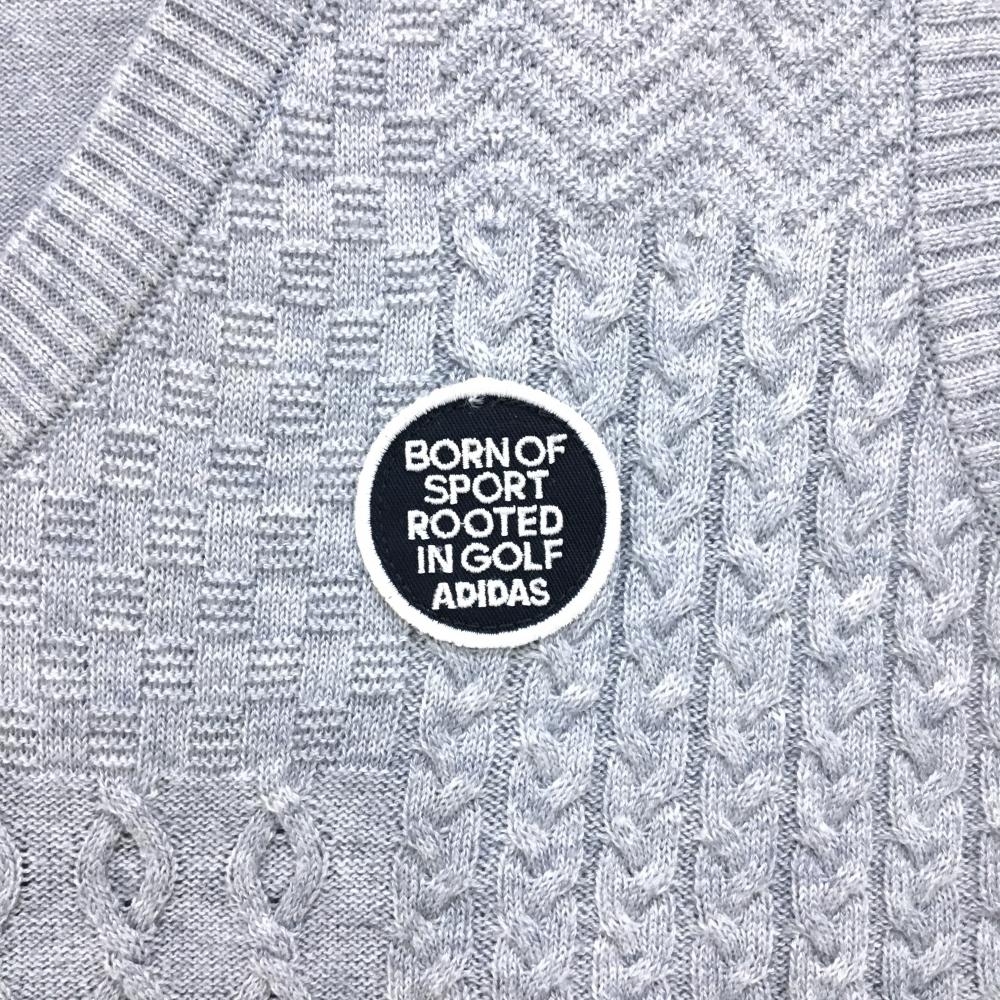 BORN OF
SPORT
ROOTED
IN GOLF
ADIDAS